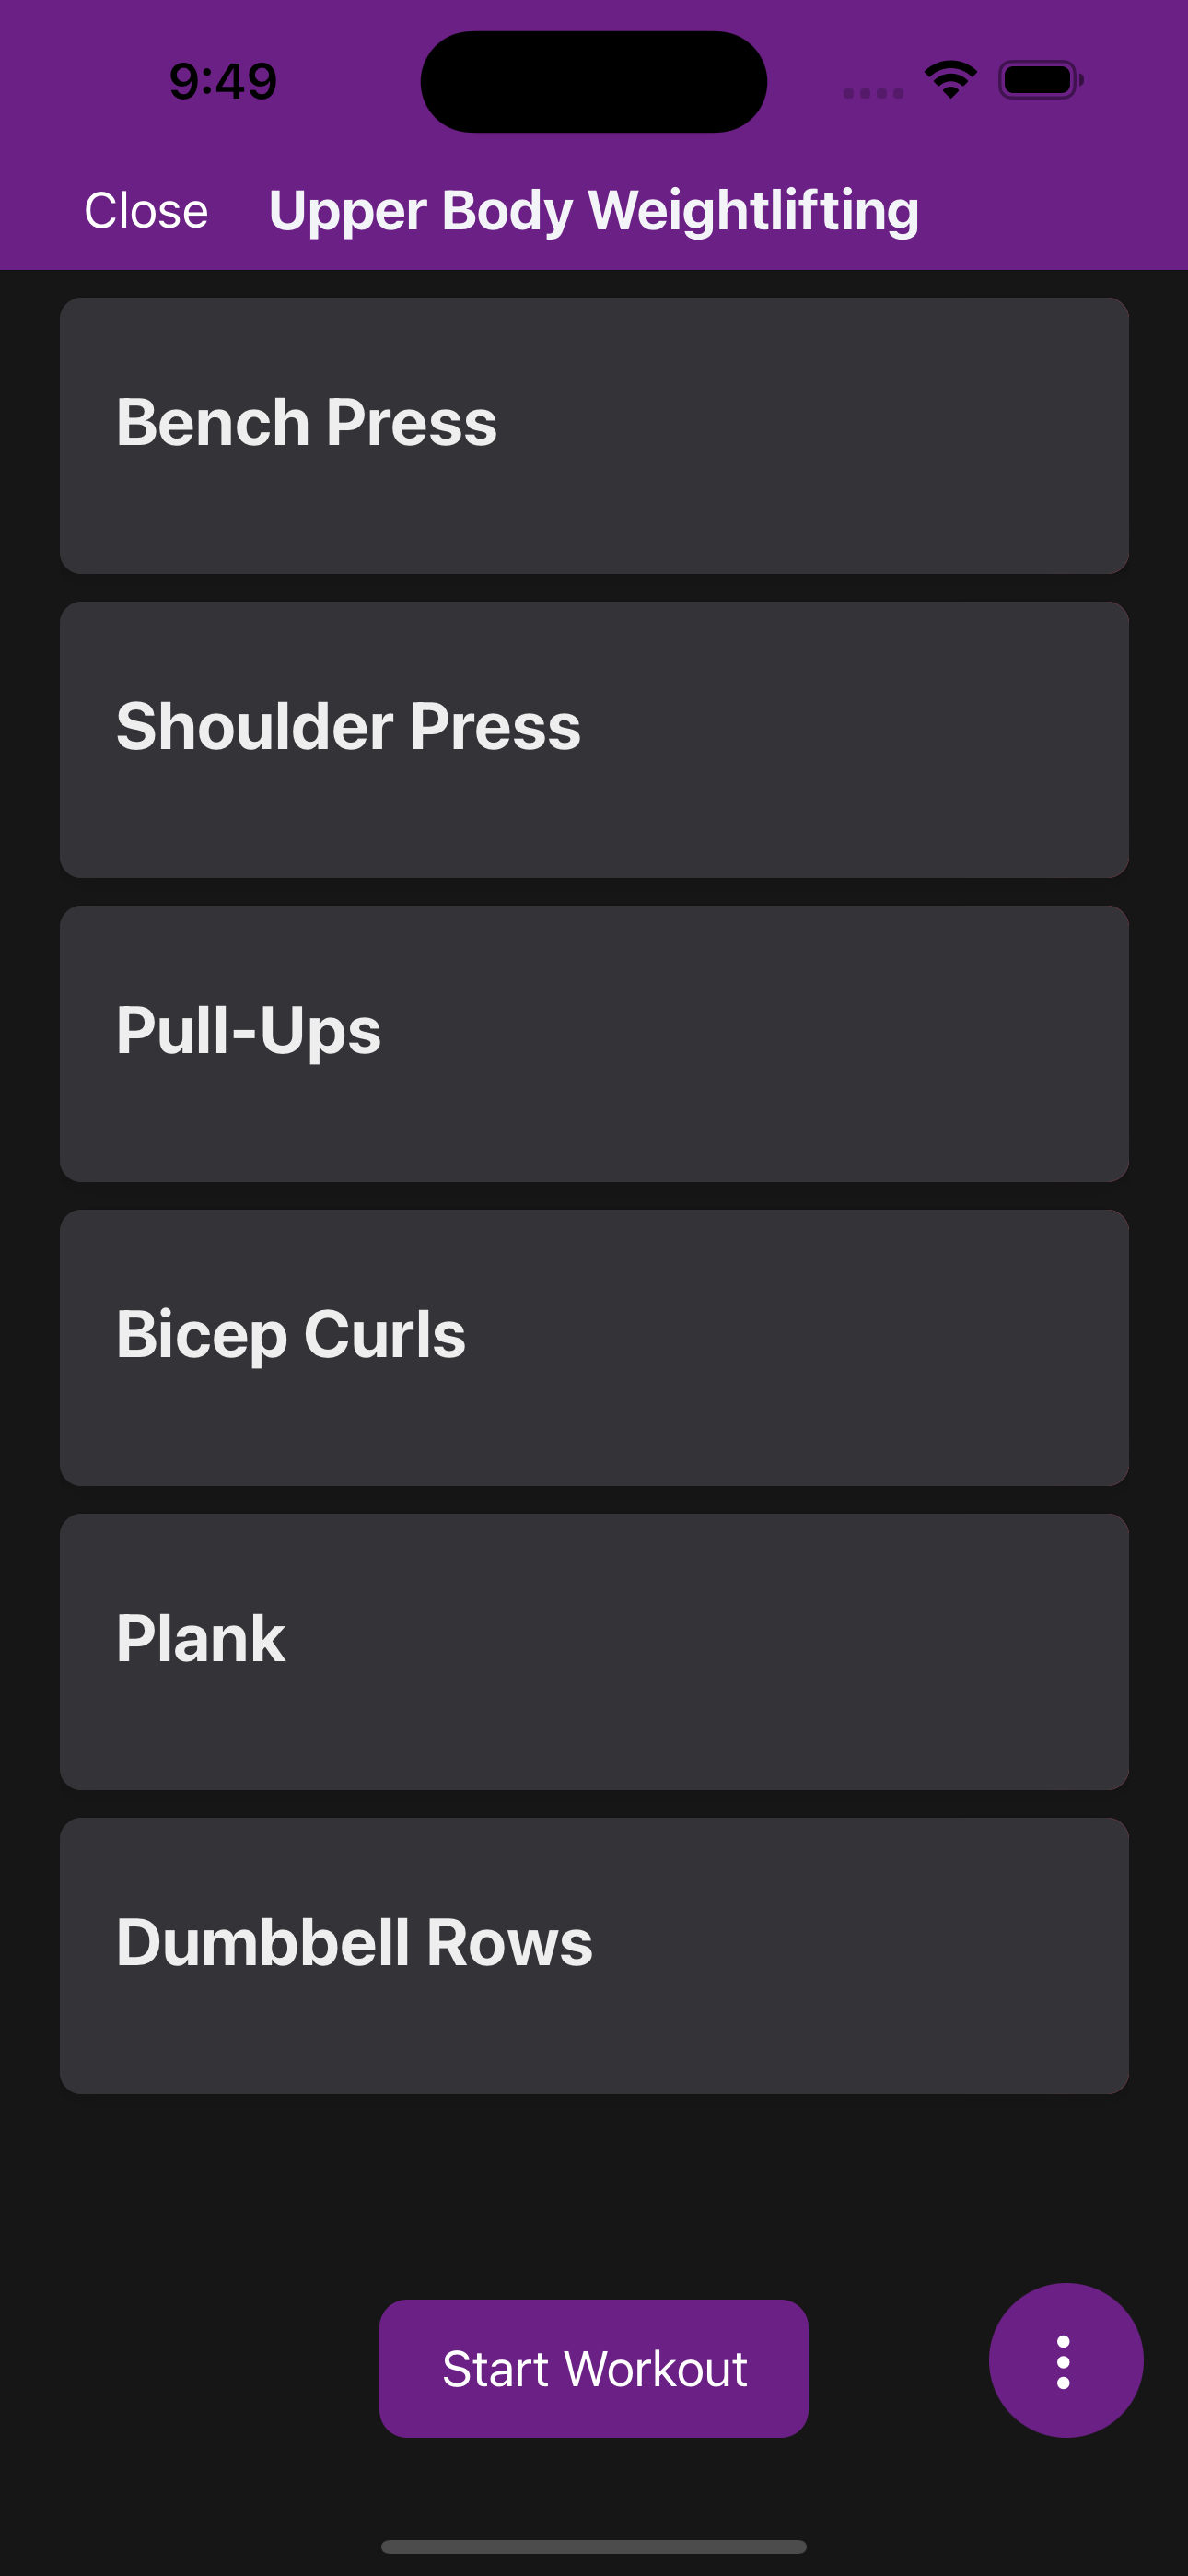 9:49
Close Upper Body Weightlifting
Bench Press
Shoulder Press
Pull-Ups
Bicep Curls
Plank
Dumbbell Rows
Start Workout